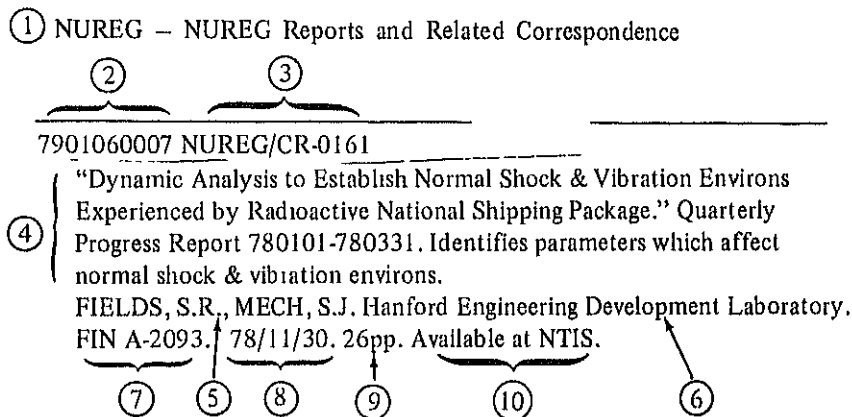 ① NUREG – NUREG Reports and Related Correspondence
② ③
7901060007 NUREG/CR-0161
④ “Dynamic Analysis to Establish Normal Shock & Vibration Environs
Experienced by Radioactive National Shipping Package.” Quarterly
Progress Report 780101-780331. Identifies parameters which affect
normal shock & vibration environs.
FIELDS, S.R., MECH, S.J. Hanford Engineering Development Laboratory.
FIN A-2093. 78/11/30. 26pp. Available at NTIS.
⑦ ⑤ ⑧ ⑨ ⑩ ⑥